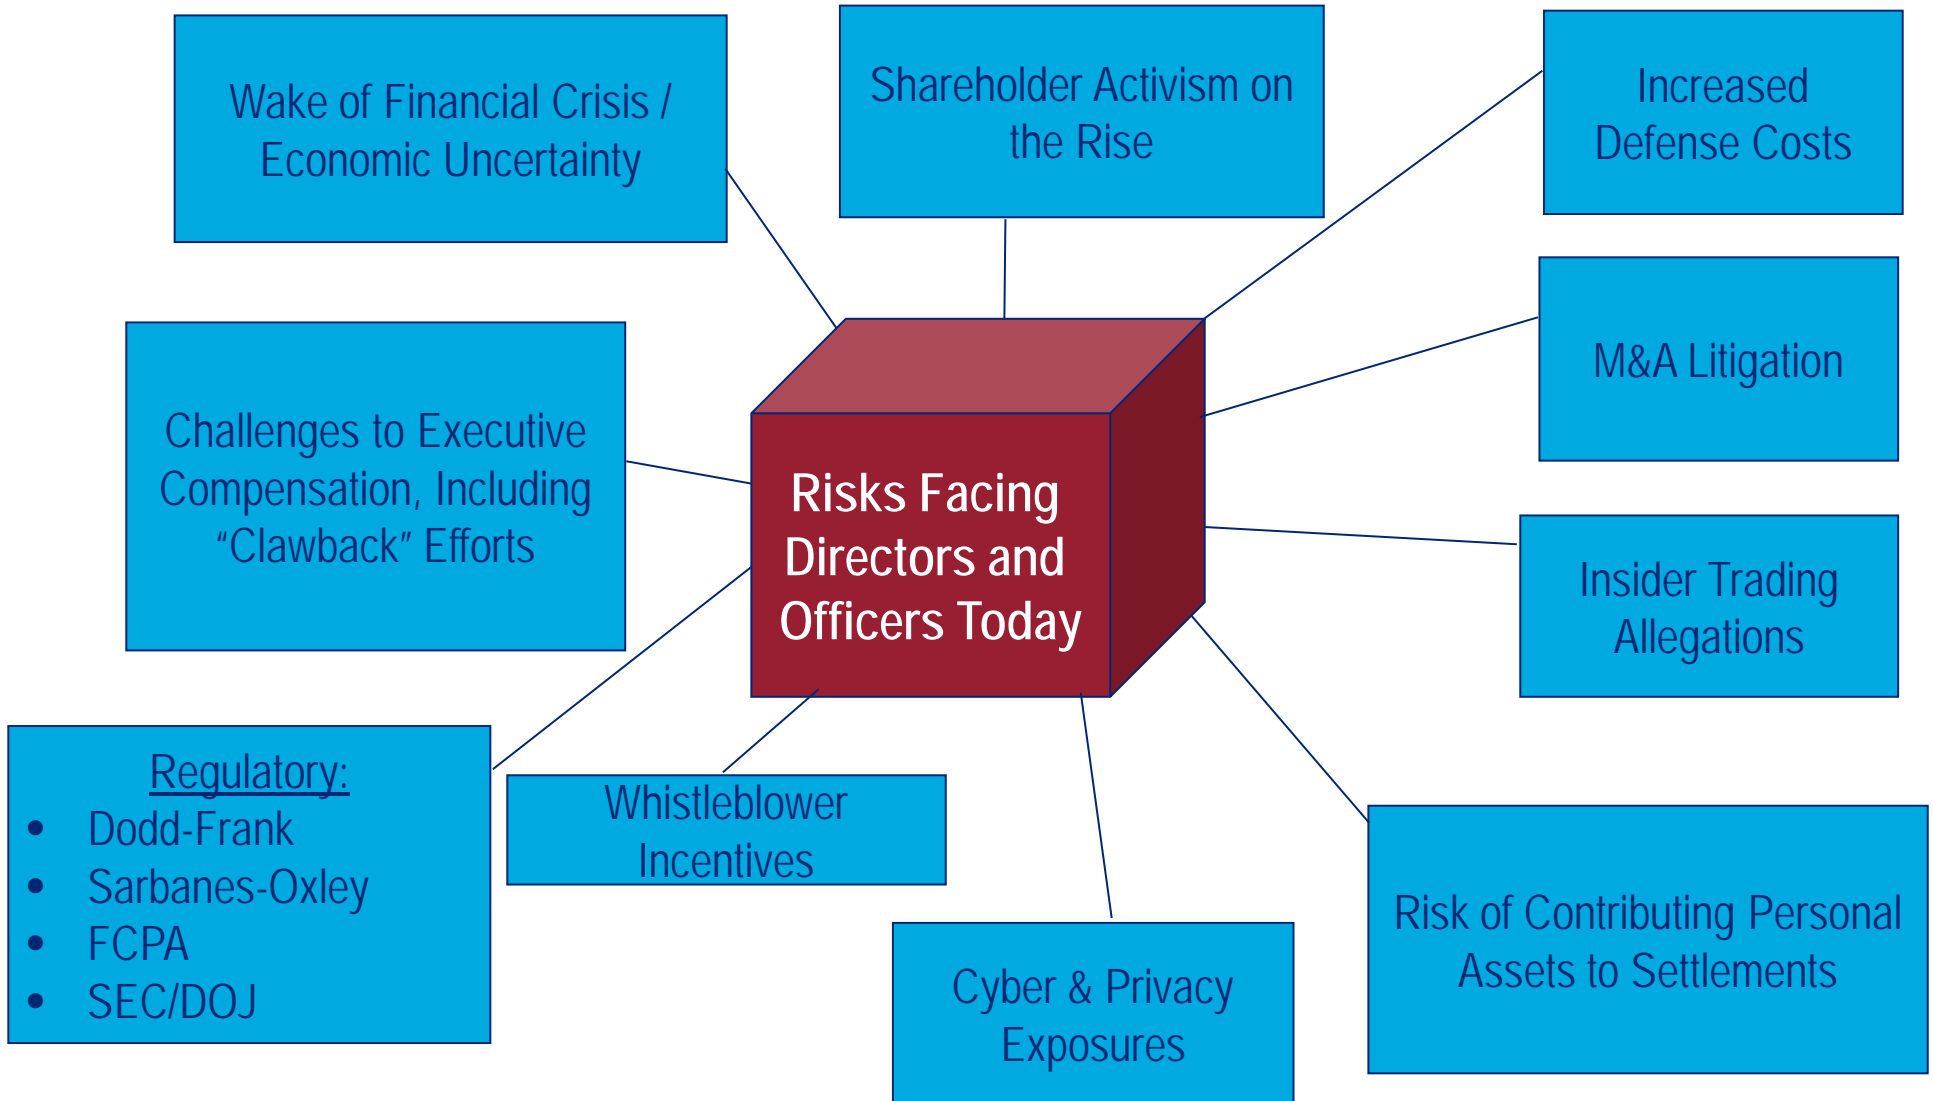 Wake of Financial Crisis /
Economic Uncertainty
Shareholder Activism on
the Rise
Increased
Defense Costs
M&A Litigation
Challenges to Executive
Compensation, Including
“Clawback” Efforts
Risks Facing
Directors and
Officers Today
Insider Trading
Allegations
Regulatory:
• Dodd-Frank
• Sarbanes-Oxley
• FCPA
• SEC/DOJ
Whistleblower
Incentives
Cyber & Privacy
Exposures
Risk of Contributing Personal
Assets to Settlements